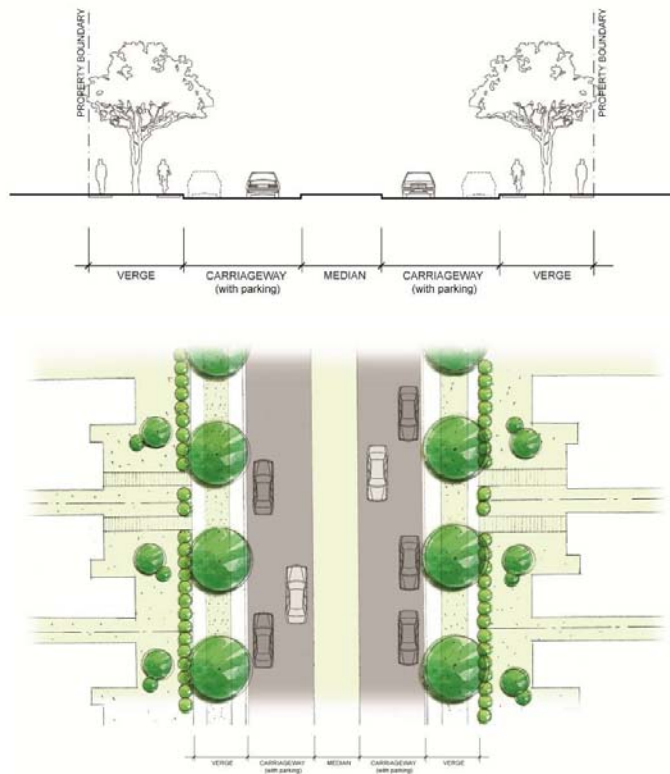 PROPERTY BOUNDARY
PROPERTY BOUNDARY
VERGE
CARRIAGEWAY
(with parking)
MEDIAN
CARRIAGEWAY
(with parking)
VERGE
VERGE
CARRIAGEWAY
(with parking)
MEDIAN
CARRIAGEWAY
(with parking)
VERGE